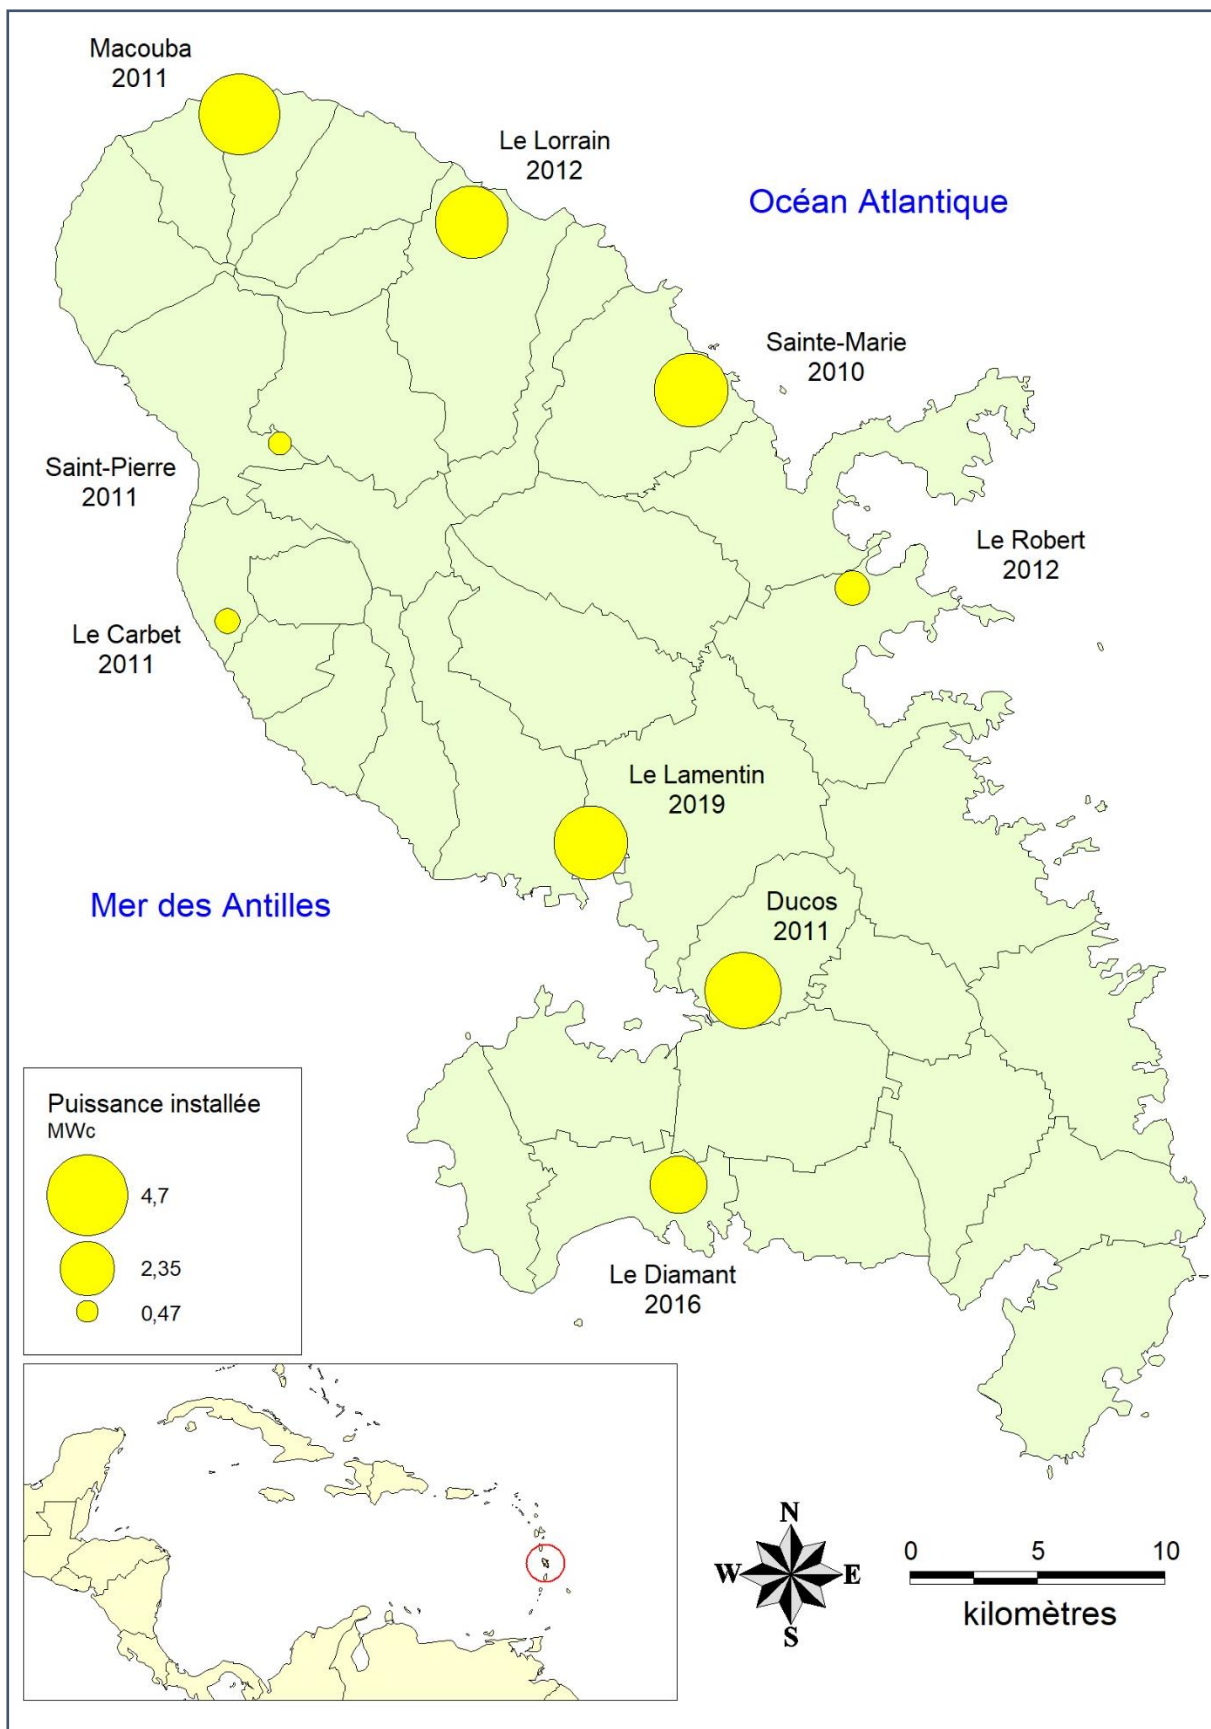 Macouba
2011
Le Lorrain
2012
Océan Atlantique
Sainte-Marie
2010
Saint-Pierre
2011
Le Robert
2012
Le Carbet
2011
Le Lamentin
2019
Mer des Antilles
Ducos
2011
Puissance installée
MWc
4,7
2,35
0,47
Le Diamant
2016
N
W E
S
0 5 10
kilomètres